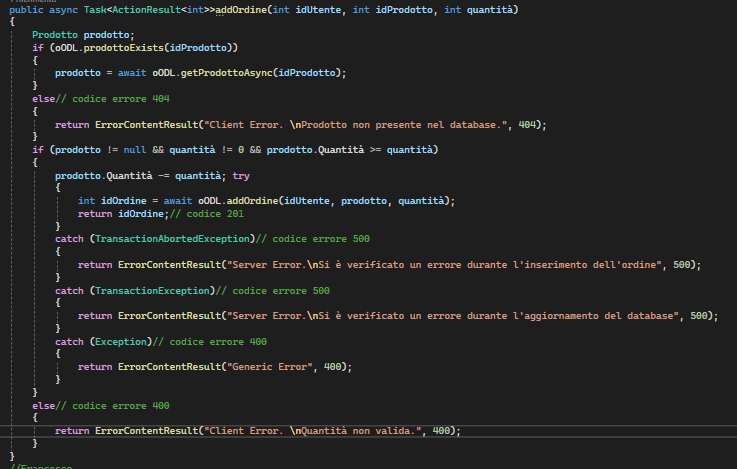 public async Task<ActionResult<int>>addOrdine(int idUtente, int idProdotto, int quantità)
{
Prodotto prodotto;
if (oODL.prodottoExists(idProdotto))
{
prodotto = await oODL.getProdottoAsync(idProdotto);
}
else// codice errore 404
{
return ErrorContentResult("Client Error. \nProdotto non presente nel database.", 404);
}
if (prodotto != null && quantità != 0 && prodotto.Quantità >= quantità)
{
prodotto.Quantità -= quantità; try
{
int idOrdine = await oODL.addOrdine(idUtente, prodotto, quantità);
return idOrdine;// codice 201
}
catch (TransactionAbortedException)// codice errore 500
{
return ErrorContentResult("Server Error.\nSi è verificato un errore durante l'inserimento dell'ordine", 500);
}
catch (TransactionException)// codice errore 500
{
return ErrorContentResult("Server Error.\nSi è verificato un errore durante l'aggiornamento del database", 500);
}
catch (Exception)// codice errore 400
{
return ErrorContentResult("Generic Error", 400);
}
}
else// codice errore 400
{
return ErrorContentResult("Client Error. \nQuantità non valida.", 400);
}
}
//Francesco